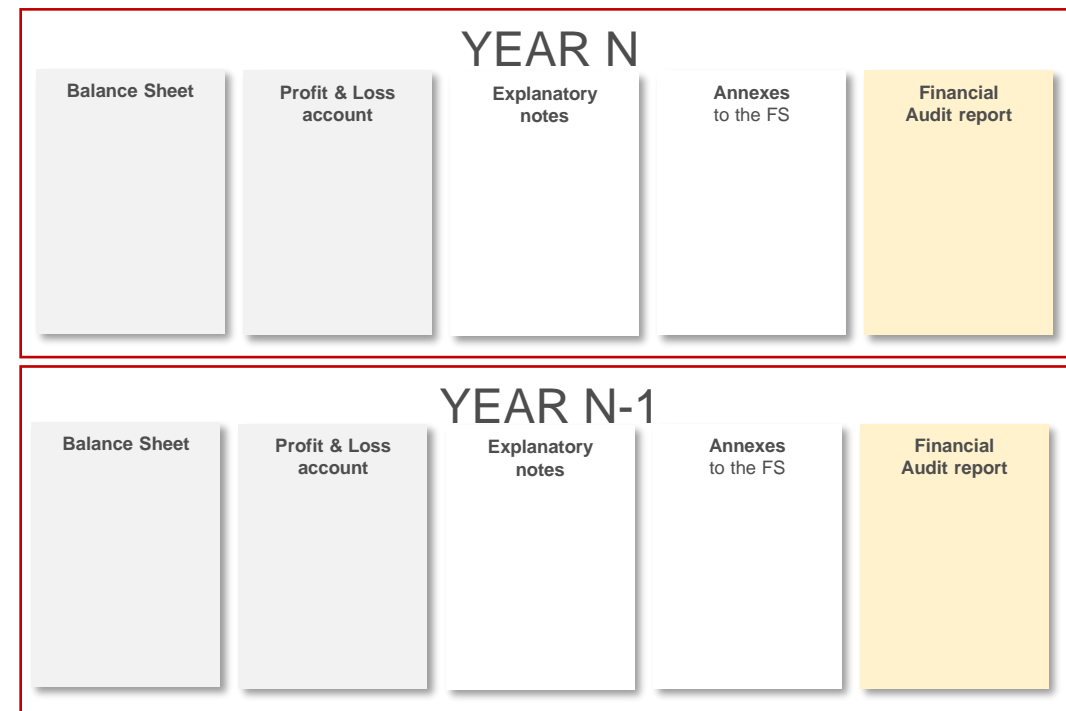 YEAR N
Balance Sheet
Profit & Loss
account
Explanatory
notes
Annexes
to the FS
Financial
Audit report
YEAR N-1
Balance Sheet
Profit & Loss
account
Explanatory
notes
Annexes
to the FS
Financial
Audit report